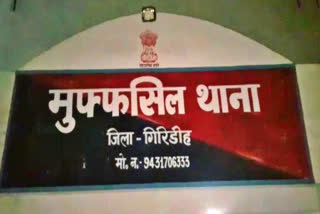 मुफ्फसिल थाना
जिला - गिरिडीह
मो. न.- 9431706333